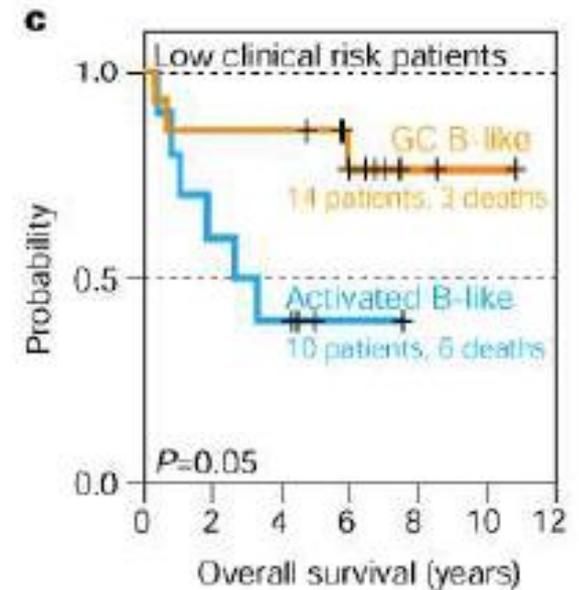 c
Low clinical risk patients
1.0
GC B-like
14 patients, 3 deaths
Probability
0.5
Activated B-like
10 patients, 6 deaths
P=0.05
0.0
0 2 4 6 8 10 12
Overall survival (years)